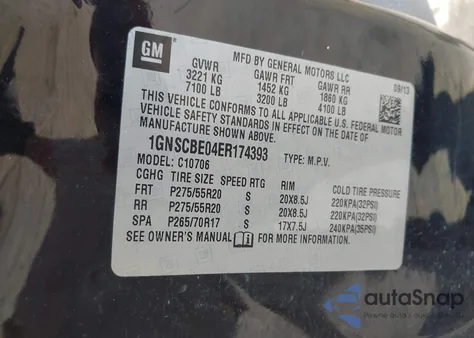 GM
MFD BY GENERAL MOTORS LLC
09/13
GVWR GAWR FRT GAWR RR
3221 KG 1452 KG 1860 KG
7100 LB 3200 LB 4100 LB
THIS VEHICLE CONFORMS TO ALL APPLICABLE U.S. FEDERAL MOTOR
VEHICLE SAFETY STANDARDS IN EFFECT ON THE DATE OF
MANUFACTURE SHOWN ABOVE.
1GNSCBE04ER174393 TYPE: M.P.V.
MODEL: C10706
CGHG TIRE SIZE SPEED RTG RIM COLD TIRE PRESSURE
FRT P275/55R20 S 20X8.5J 220KPA(32PSI)
RR P275/55R20 S 20X8.5J 220KPA(32PSI)
SPA P265/70R17 S 17X7.5J 240KPA(35PSI)
SEE OWNER'S MANUAL FOR MORE INFORMATION.
autoSnap